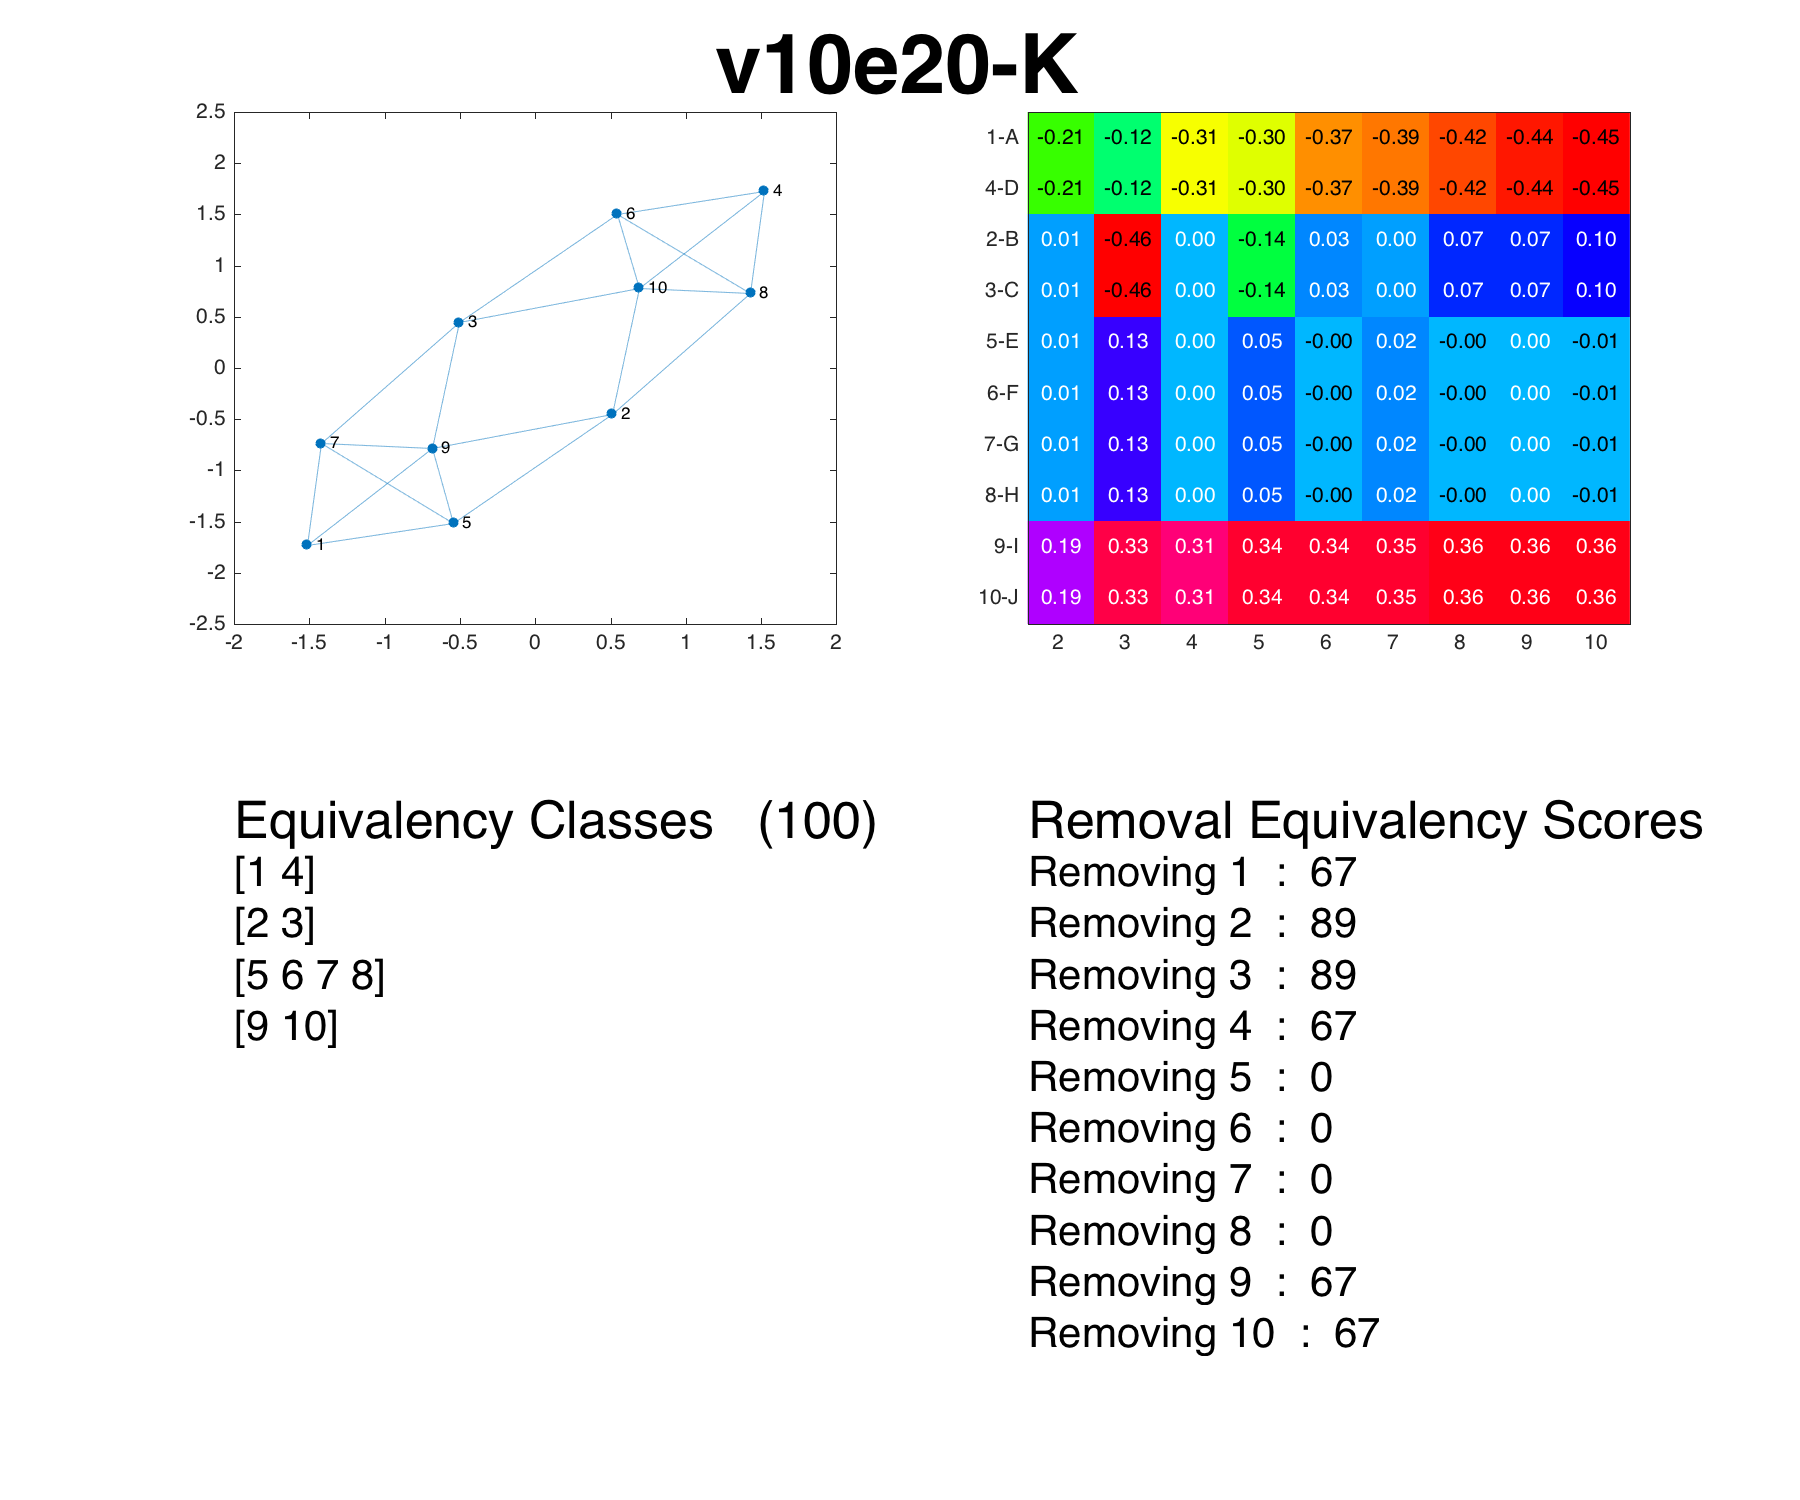 v10e20-K
2.5
2
1.5
1
0.5
0
-0.5
-1
-1.5
-2
-2.5
-2 -1.5 -1 -0.5 0 0.5 1 1.5 2
4
6
10
8
3
2
7
9
5
1
1-A -0.21 -0.12 -0.31 -0.30 -0.37 -0.39 -0.42 -0.44 -0.45
4-D -0.21 -0.12 -0.31 -0.30 -0.37 -0.39 -0.42 -0.44 -0.45
2-B 0.01 -0.46 0.00 -0.14 0.03 0.00 0.07 0.07 0.10
3-C 0.01 -0.46 0.00 -0.14 0.03 0.00 0.07 0.07 0.10
5-E 0.01 0.13 0.00 0.05 -0.00 0.02 -0.00 0.00 -0.01
6-F 0.01 0.13 0.00 0.05 -0.00 0.02 -0.00 0.00 -0.01
7-G 0.01 0.13 0.00 0.05 -0.00 0.02 -0.00 0.00 -0.01
8-H 0.01 0.13 0.00 0.05 -0.00 0.02 -0.00 0.00 -0.01
9-I 0.19 0.33 0.31 0.34 0.34 0.35 0.36 0.36 0.36
10-J 0.19 0.33 0.31 0.34 0.34 0.35 0.36 0.36 0.36
2 3 4 5 6 7 8 9 10
Equivalency Classes (100)
[1 4]
[2 3]
[5 6 7 8]
[9 10]
Removal Equivalency Scores
Removing 1 : 67
Removing 2 : 89
Removing 3 : 89
Removing 4 : 67
Removing 5 : 0
Removing 6 : 0
Removing 7 : 0
Removing 8 : 0
Removing 9 : 67
Removing 10 : 67